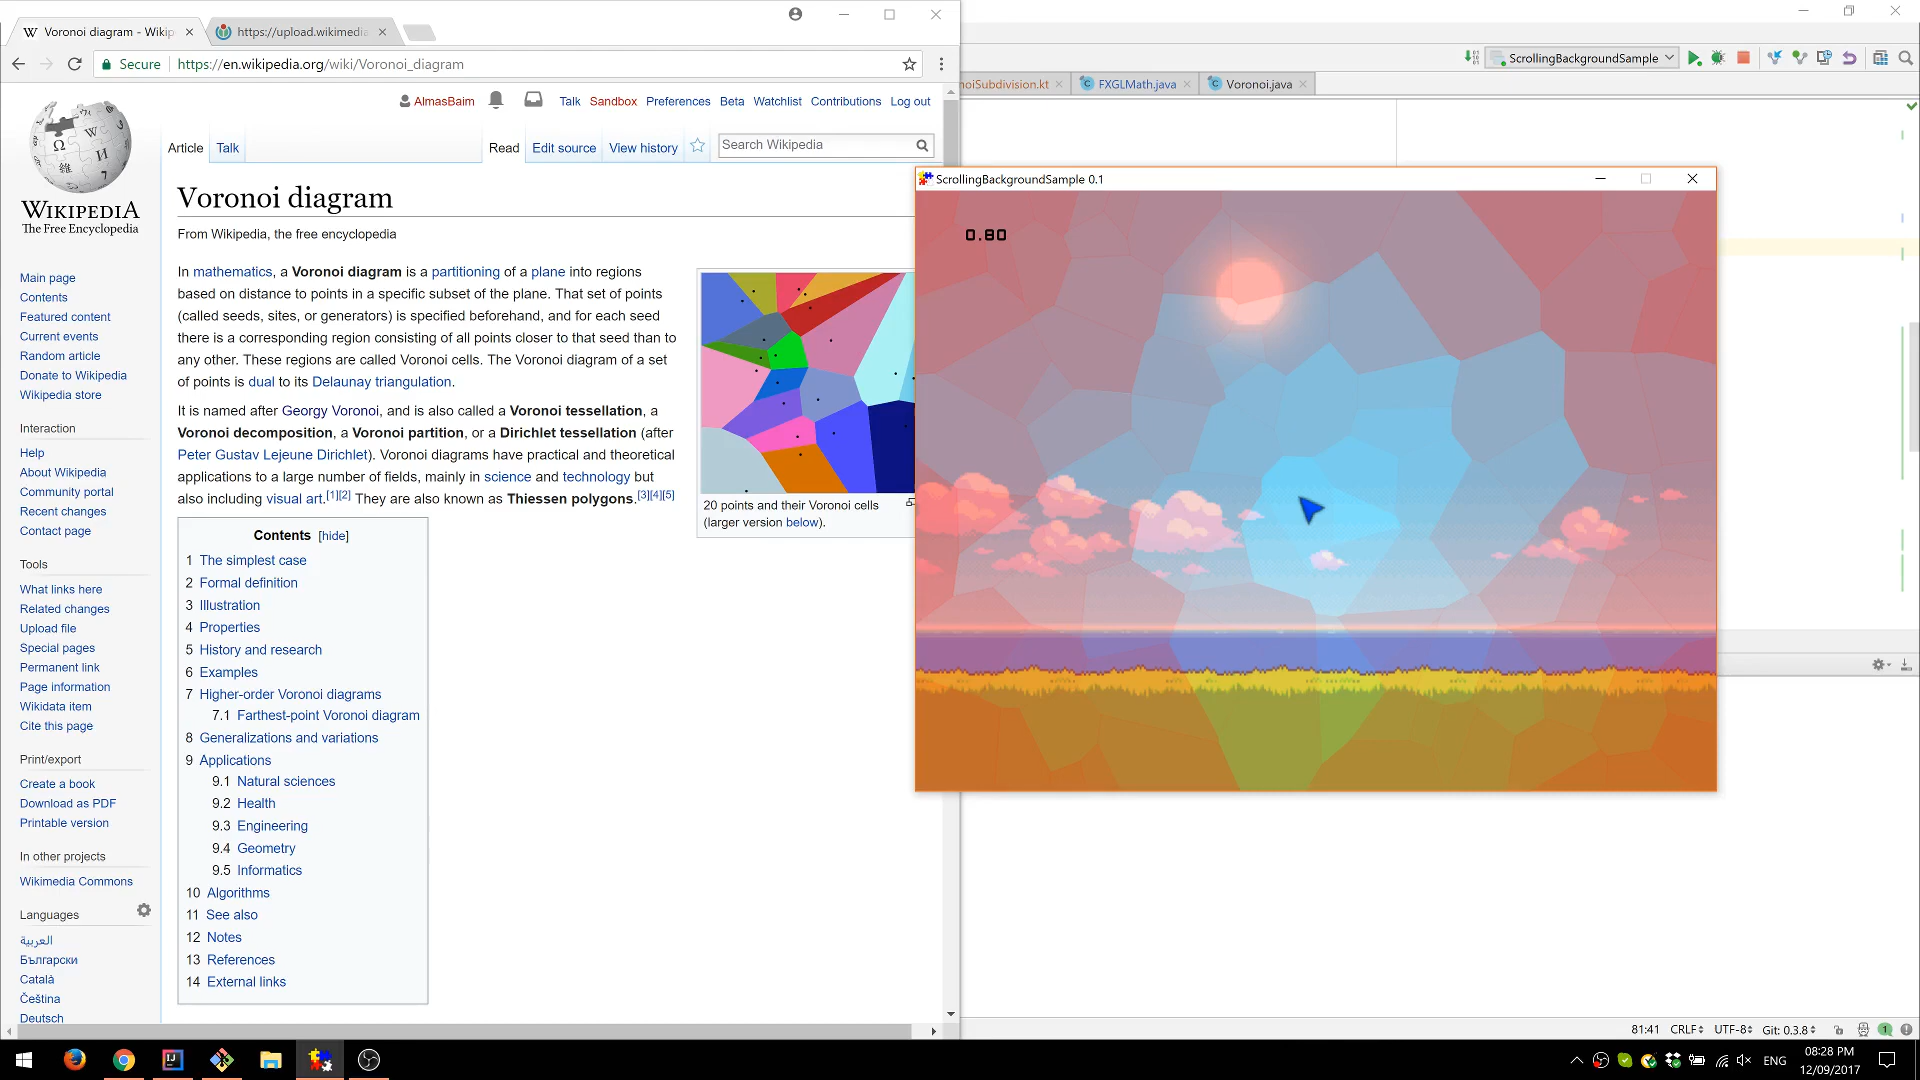 Voronoi diagram - Wikip
https://upload.wikimedia
Secure
https://en.wikipedia.org/wiki/Voronoi_diagram
AlmasBaim
Talk
Sandbox
Preferences
Beta
Watchlist
Contributions
Log out
Article
Talk
Read
Edit source
View history
Search Wikipedia
WIKIPEDIA
The Free Encyclopedia
Main page
Contents
Featured content
Current events
Random article
Donate to Wikipedia
Wikipedia store
Interaction
Help
About Wikipedia
Community portal
Recent changes
Contact page
Tools
What links here
Related changes
Upload file
Special pages
Permanent link
Page information
Wikidata item
Cite this page
Print/export
Create a book
Download as PDF
Printable version
In other projects
Wikimedia Commons
Languages
العربية
Български
Català
Čeština
Deutsch
Voronoi diagram
From Wikipedia, the free encyclopedia
In mathematics, a Voronoi diagram is a partitioning of a plane into regions
based on distance to points in a specific subset of the plane. That set of points
(called seeds, sites, or generators) is specified beforehand, and for each seed
there is a corresponding region consisting of all points closer to that seed than to
any other. These regions are called Voronoi cells. The Voronoi diagram of a set
of points is dual to its Delaunay triangulation.
It is named after Georgy Voronoi, and is also called a Voronoi tessellation, a
Voronoi decomposition, a Voronoi partition, or a Dirichlet tessellation (after
Peter Gustav Lejeune Dirichlet). Voronoi diagrams have practical and theoretical
applications to a large number of fields, mainly in science and technology but
also including visual art.[1][2] They are also known as Thiessen polygons.[3][4][5]
20 points and their Voronoi cells
(larger version below).
Contents [hide]
1 The simplest case
2 Formal definition
3 Illustration
4 Properties
5 History and research
6 Examples
7 Higher-order Voronoi diagrams
7.1 Farthest-point Voronoi diagram
8 Generalizations and variations
9 Applications
9.1 Natural sciences
9.2 Health
9.3 Engineering
9.4 Geometry
9.5 Informatics
10 Algorithms
11 See also
12 Notes
13 References
14 External links
ScrollingBackgroundSample
noiSubdivision.kt
FXGLMath.java
Voronoi.java
ScrollingBackgroundSample 0.1
0.80
81:41 CRLF UTF-8 Git: 0.3.8
1
ENG
08:28 PM
12/09/2017